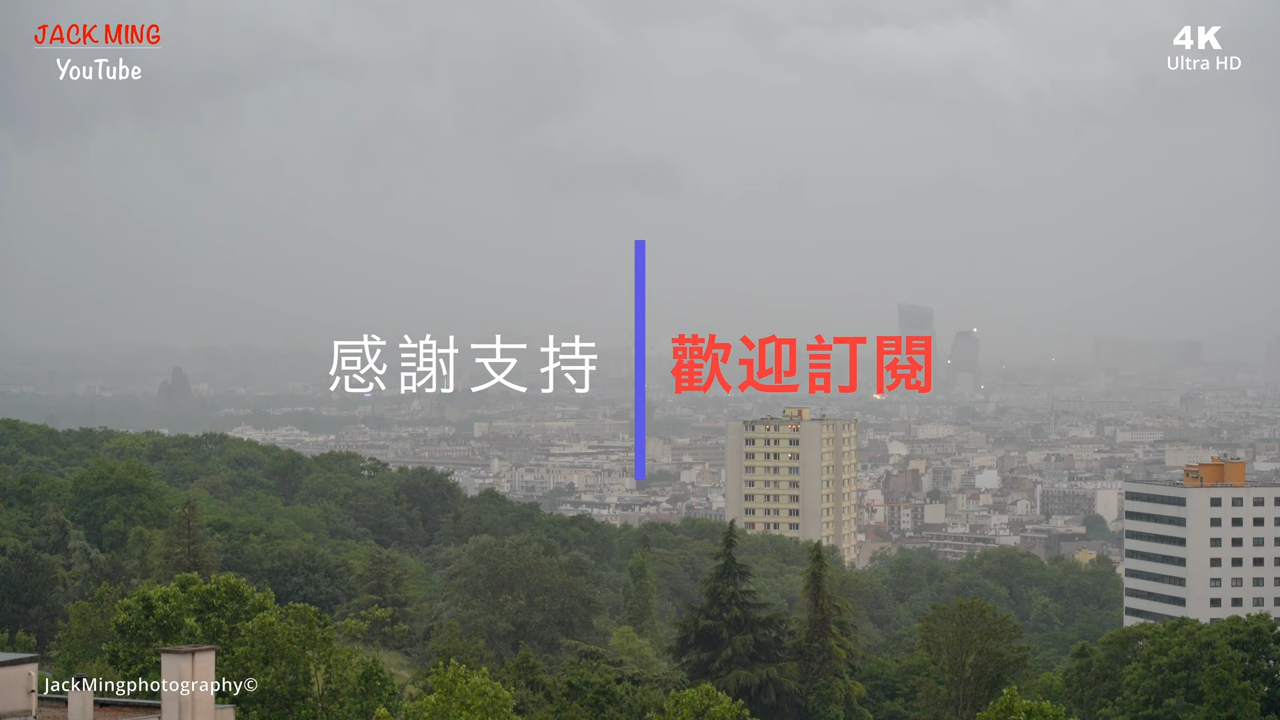 JACK MING
YouTube
4K
Ultra HD
感謝支持
歡迎訂閱
JackMingphotography©